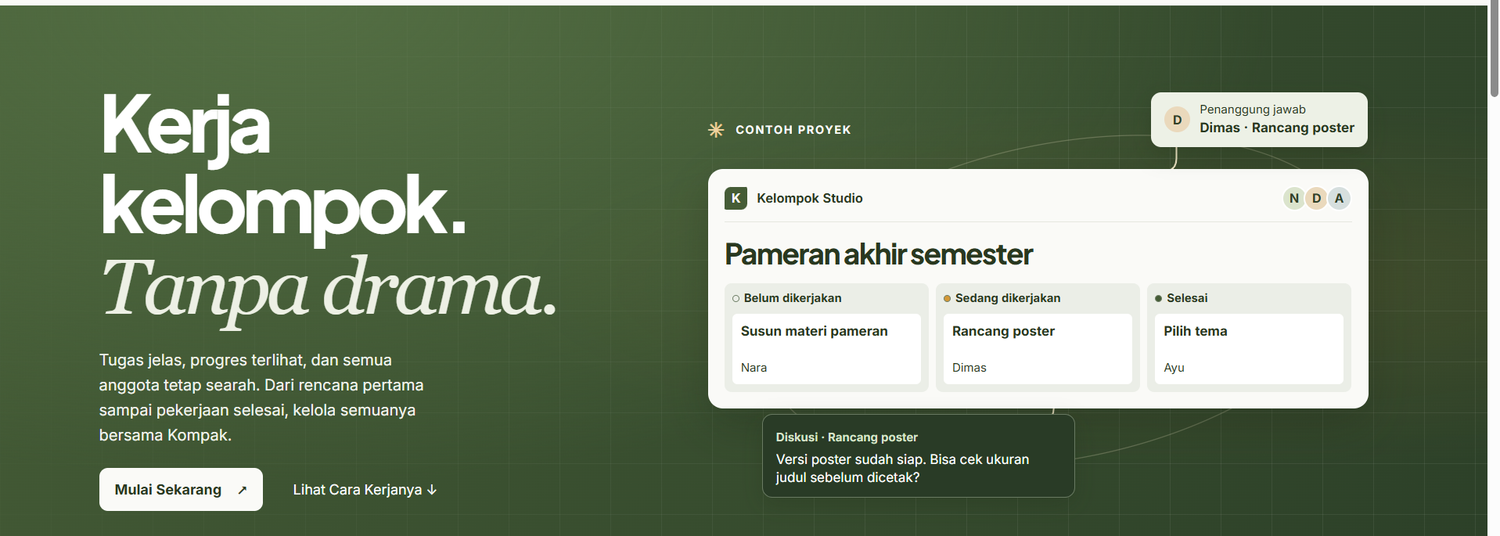 Kerja
kelompok.
Tanpa drama.
Tugas jelas, progres terlihat, dan semua
anggota tetap searah. Dari rencana pertama
sampai pekerjaan selesai, kelola semuanya
bersama Kompak.
Mulai Sekarang ↗
Lihat Cara Kerjanya ↓
CONTOH PROYEK
D
Penanggung jawab
Dimas · Rancang poster
K Kelompok Studio
N D A
Pameran akhir semester
Belum dikerjakan
Susun materi pameran
Nara
Sedang dikerjakan
Rancang poster
Dimas
Selesai
Pilih tema
Ayu
Diskusi · Rancang poster
Versi poster sudah siap. Bisa cek ukuran
judul sebelum dicetak?